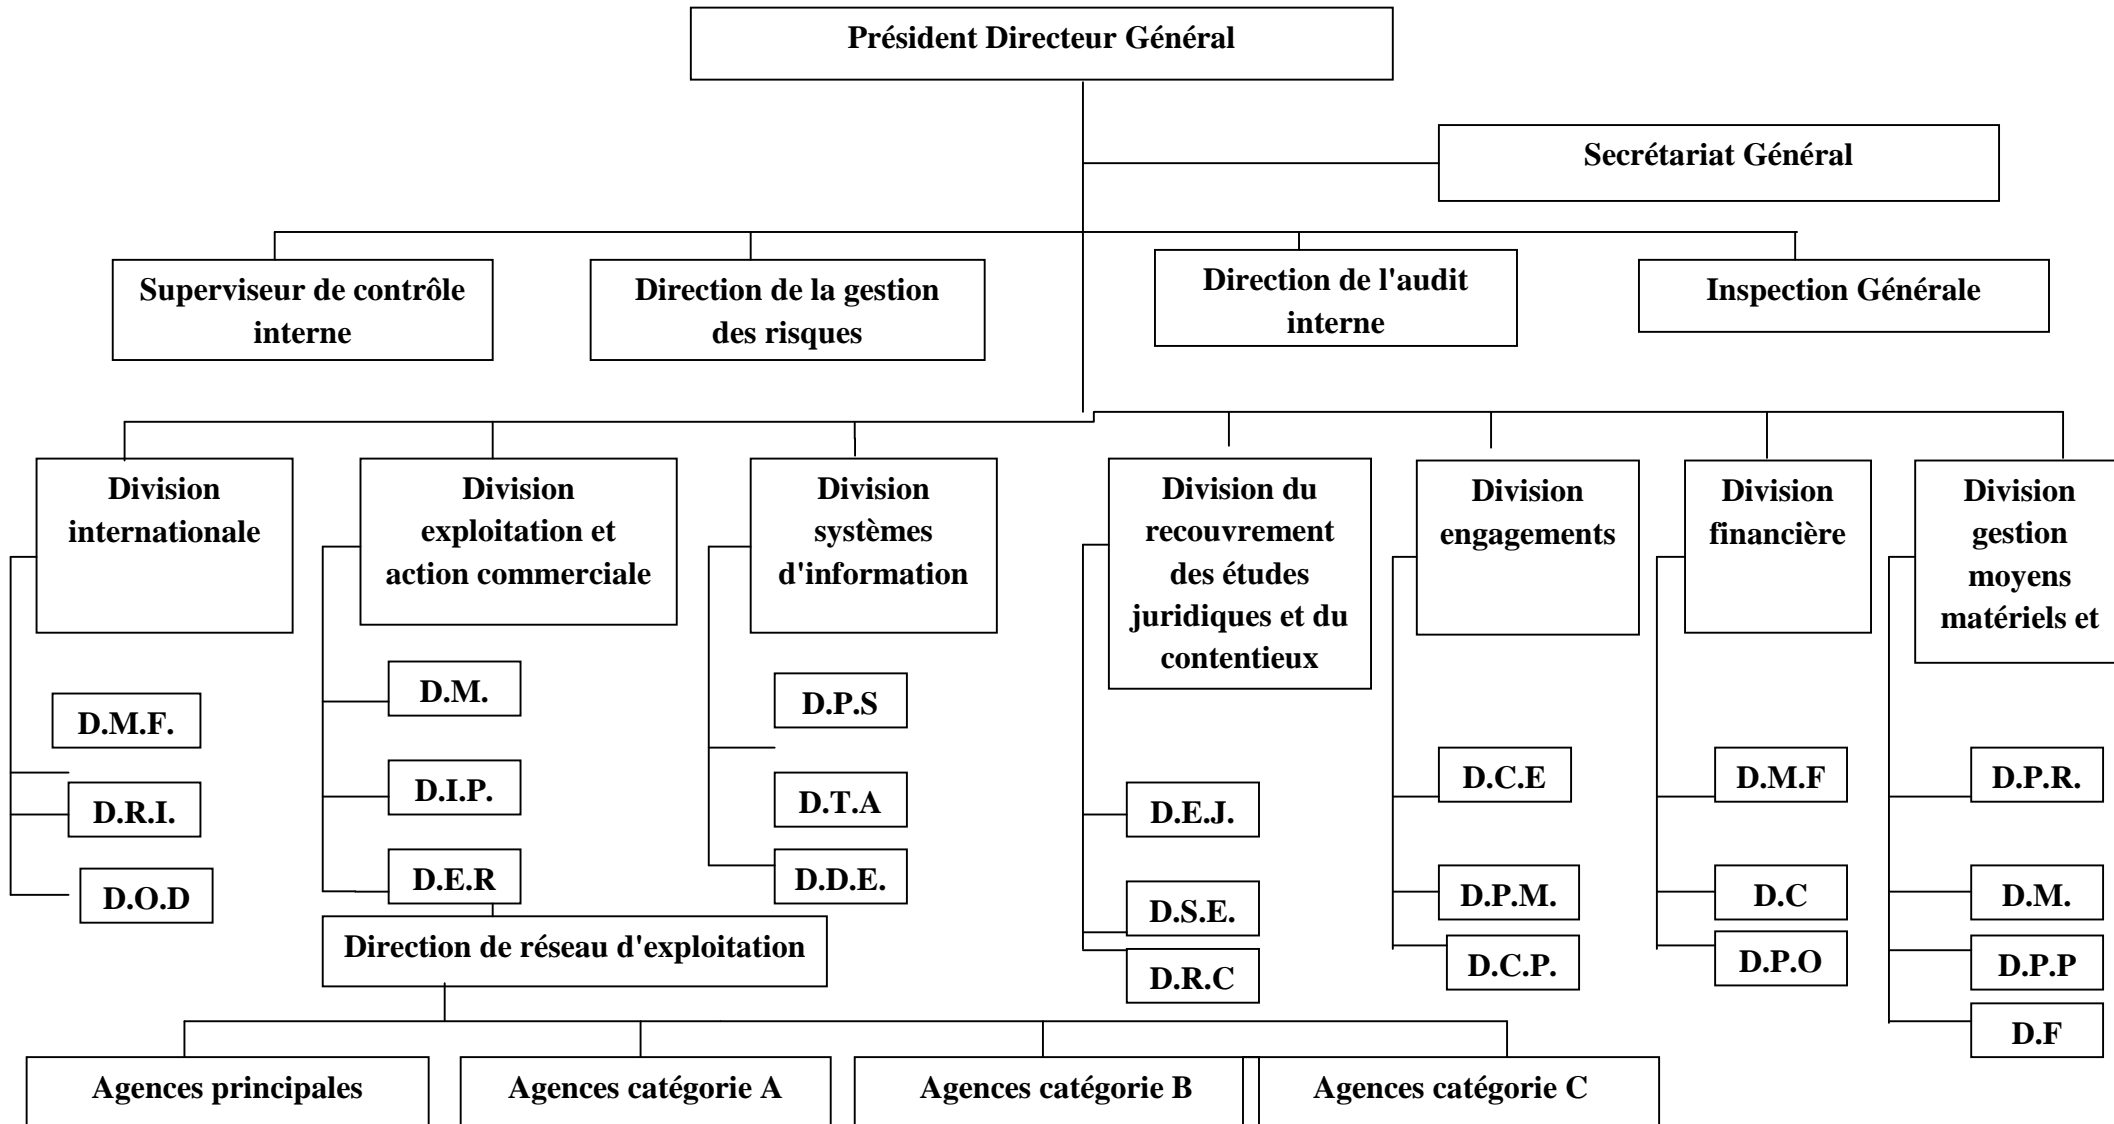 Président Directeur Général
Secrétariat Général
Superviseur de contrôle
interne
Direction de la gestion
des risques
Direction de l'audit
interne
Inspection Générale
Division
internationale
Division
exploitation et
action commerciale
Division
systèmes
d'information
Division du
recouvrement
des études
juridiques et du
contentieux
Division
engagements
Division
financière
Division
gestion
moyens
matériels et
D.M.F.
D.R.I.
D.O.D
D.M.
D.I.P.
D.E.R
D.P.S
D.T.A
D.D.E.
D.E.J.
D.S.E.
D.R.C
D.C.E
D.P.M.
D.C.P.
D.M.F
D.C
D.P.O
D.P.R.
D.M.
D.P.P
D.F
Direction de réseau d'exploitation
Agences principales
Agences catégorie A
Agences catégorie B
Agences catégorie C